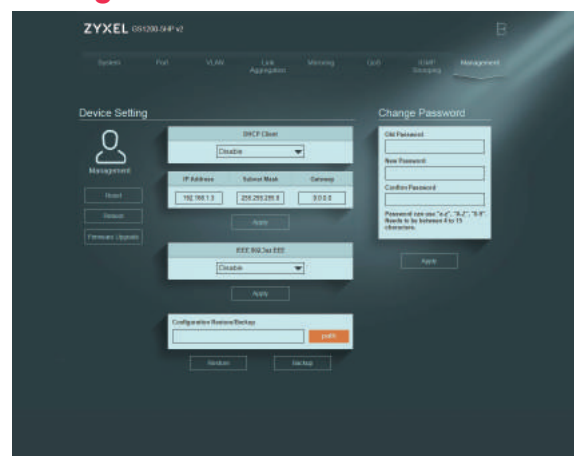 ZYXEL GS1200-5HP v2
System Port VLAN Link Aggregation Mirroring QoS IGMP Snooping Management
Device Setting
Management
Reset
Reboot
Firmware Upgrade
DHCP Client
Disable
IP Address Subnet Mask Gateway
192.168.1.3 255.255.255.0 0.0.0.0
Apply
IEEE 802.3az EEE
Disable
Apply
Configuration Restore/Backup
path
Restore Backup
Change Password
Old Password
New Password
Confirm Password
Password can use "a-z", "A-Z", "0-9".
Needs to be between 4 to 15
characters.
Apply